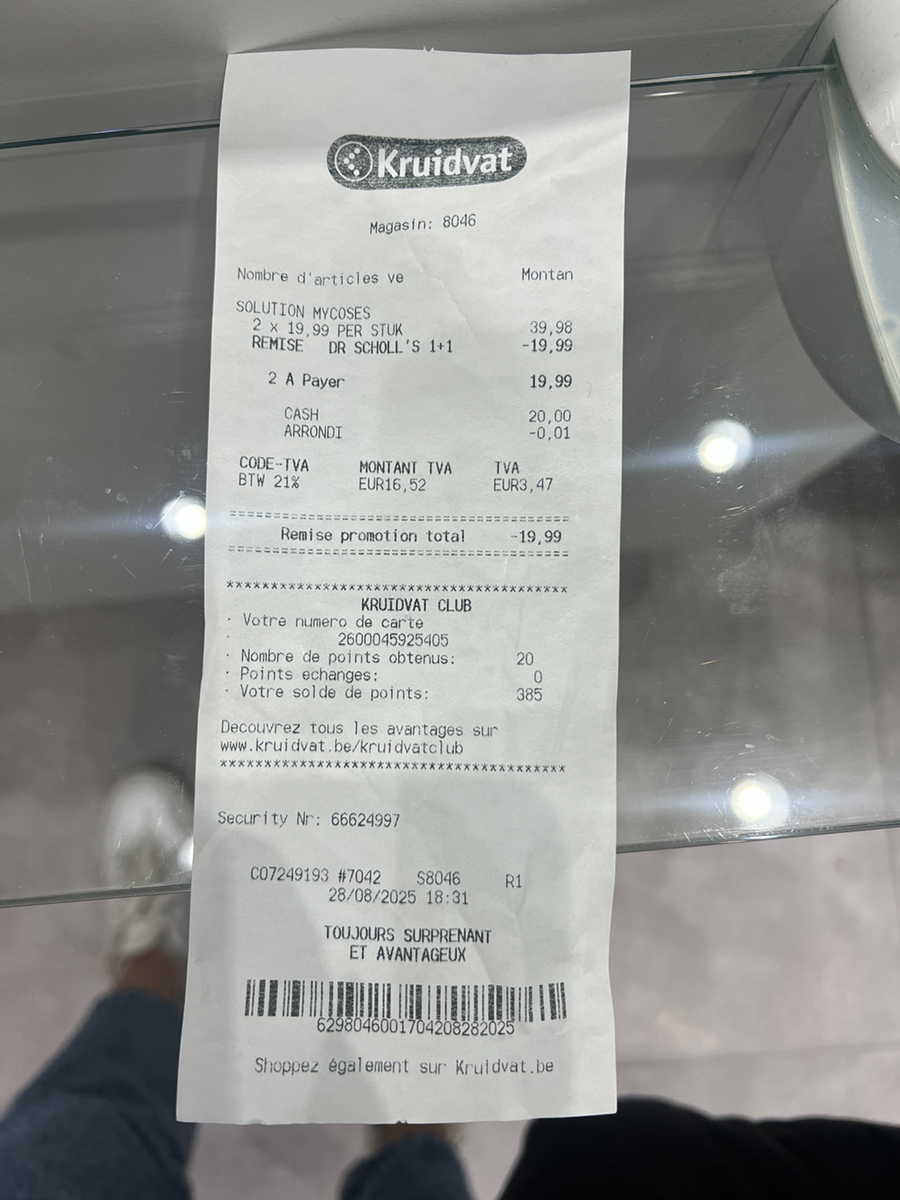 Kruidvat
Magasin: 8046
Nombre d'articles ve Montan
SOLUTION MYCOSES
2 x 19,99 PER STUK 39,98
REMISE DR SCHOLL'S 1+1 -19,99
2 A Payer 19,99
CASH 20,00
ARRONDI -0,01
CODE-TVA MONTANT TVA TVA
BTW 21% EUR16,52 EUR3,47
======================================
Remise promotion total -19,99
======================================
****************************************
KRUIDVAT CLUB
· Votre numero de carte
· 2600045925405
· Nombre de points obtenus: 20
· Points echanges: 0
· Votre solde de points: 385
Decouvrez tous les avantages sur
www.kruidvat.be/kruidvatclub
****************************************
Security Nr: 66624997
C07249193 #7042 S8046 R1
28/08/2025 18:31
TOUJOURS SURPRENANT
ET AVANTAGEUX
6298046001704208282025
Shoppez également sur Kruidvat.be